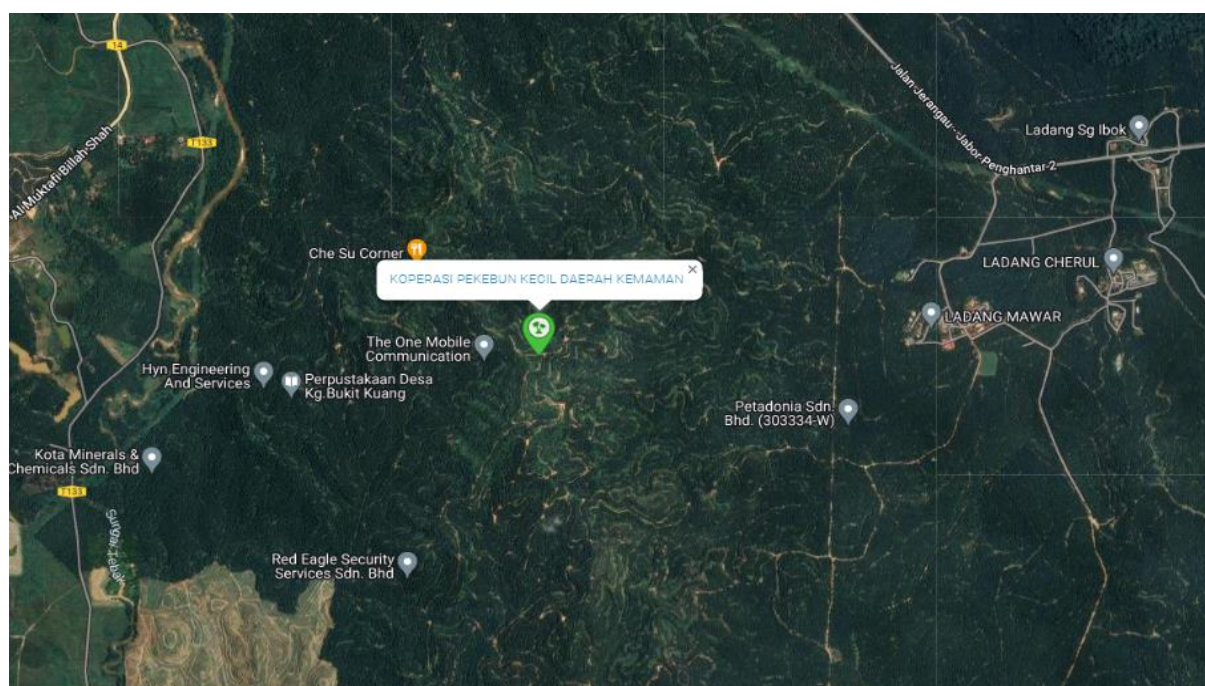 14
T133
Al-Muktafi-Billah-Shah
Jalan-Jerangau--Jabor-Penghantar-2
Ladang Sg Ibok
Che Su Corner
LADANG CHERUL
KOPERASI PEKEBUN KECIL DAERAH KEMAMAN
×
LADANG MAWAR
The One Mobile
Communication
Hyn Engineering
And Services
Perpustakaan Desa
Kg.Bukit Kuang
Petadonia Sdn.
Bhd. (303334-W)
Kota Minerals &
Chemicals Sdn. Bhd
T133
Sungai Tebak
Red Eagle Security
Services Sdn. Bhd